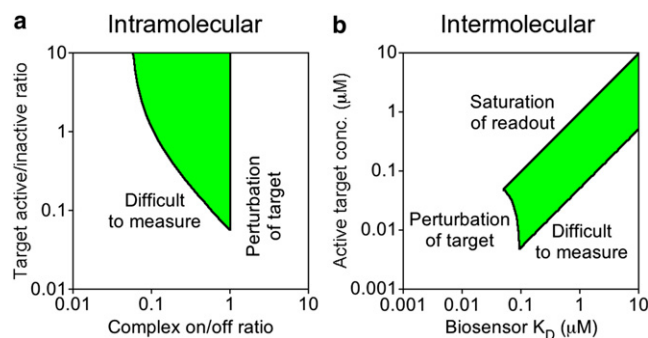 a Intramolecular
Target active/inactive ratio
10
1
0.1
0.01
Difficult
to measure
Perturbation
of target
0.01 0.1 1 10
Complex on/off ratio
b Intermolecular
Active target conc. (μM)
10
1
0.1
0.01
0.001
Saturation
of readout
Perturbation
of target
Difficult
to measure
0.001 0.01 0.1 1 10
Biosensor KD (μM)